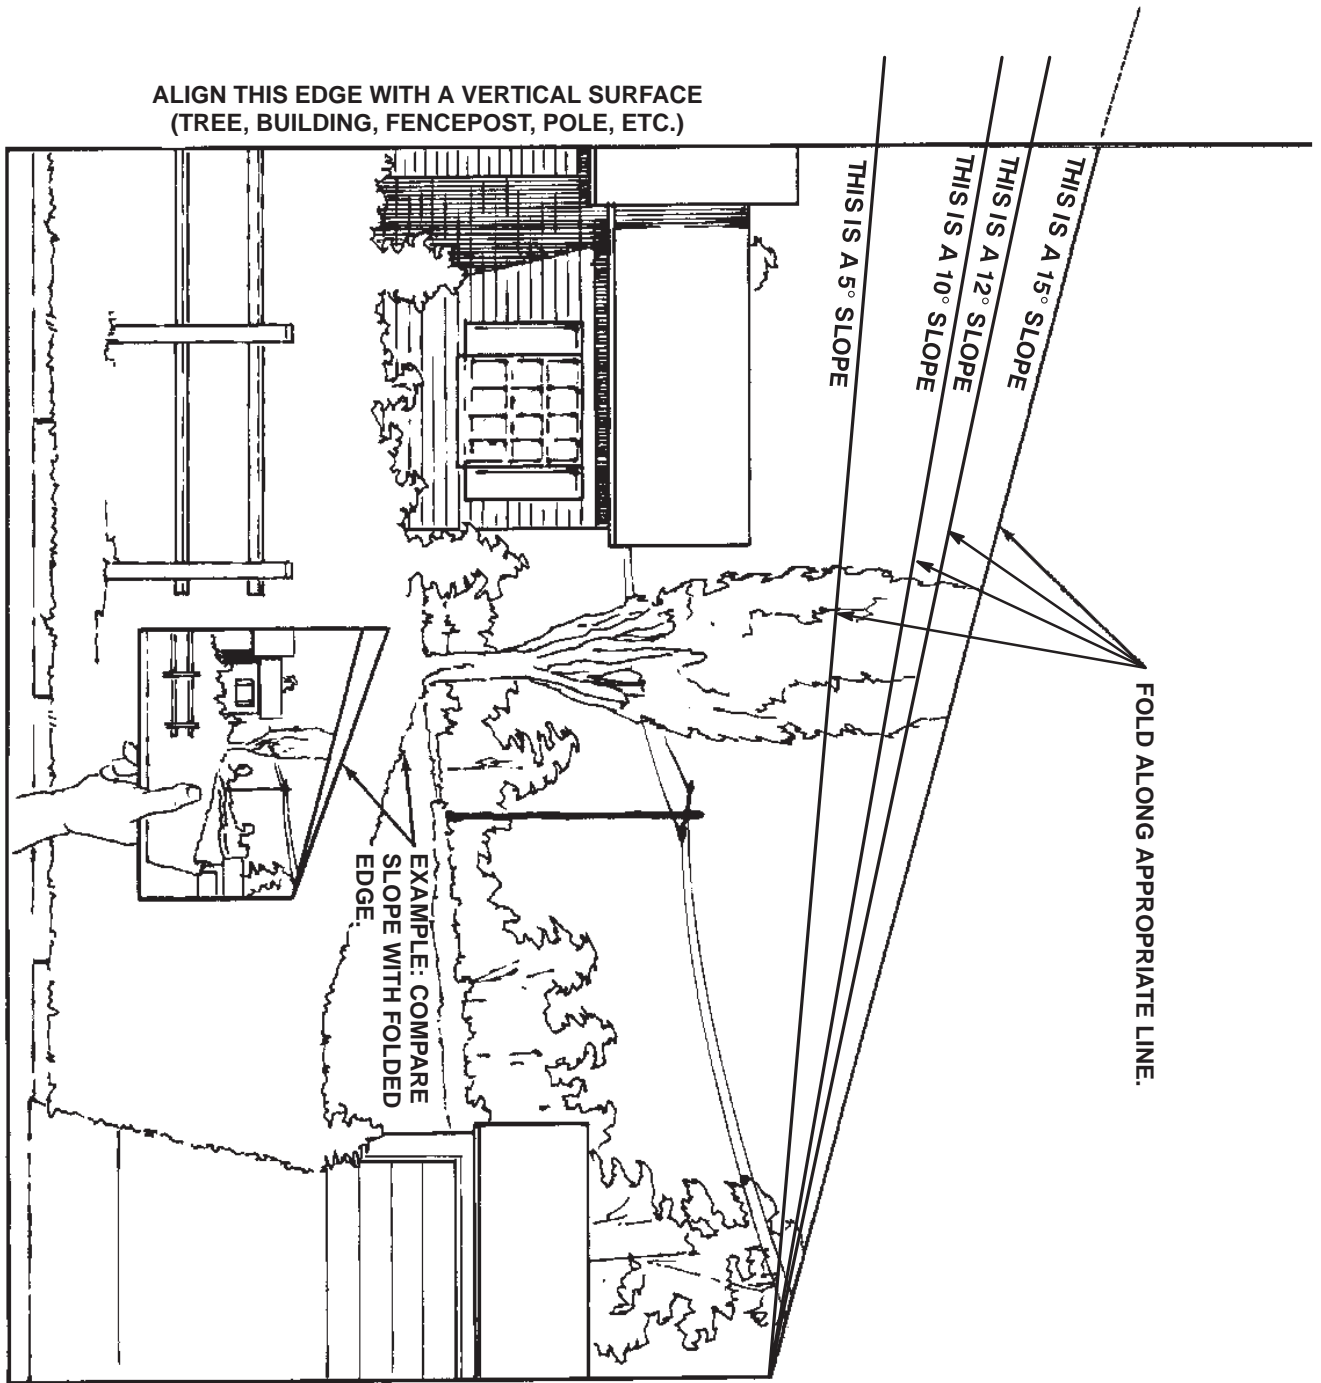 ALIGN THIS EDGE WITH A VERTICAL SURFACE
(TREE, BUILDING, FENCEPOST, POLE, ETC.)
THIS IS A 15° SLOPE
THIS IS A 12° SLOPE
THIS IS A 10° SLOPE
THIS IS A 5° SLOPE
FOLD ALONG APPROPRIATE LINE.
EXAMPLE: COMPARE
SLOPE WITH FOLDED
EDGE.